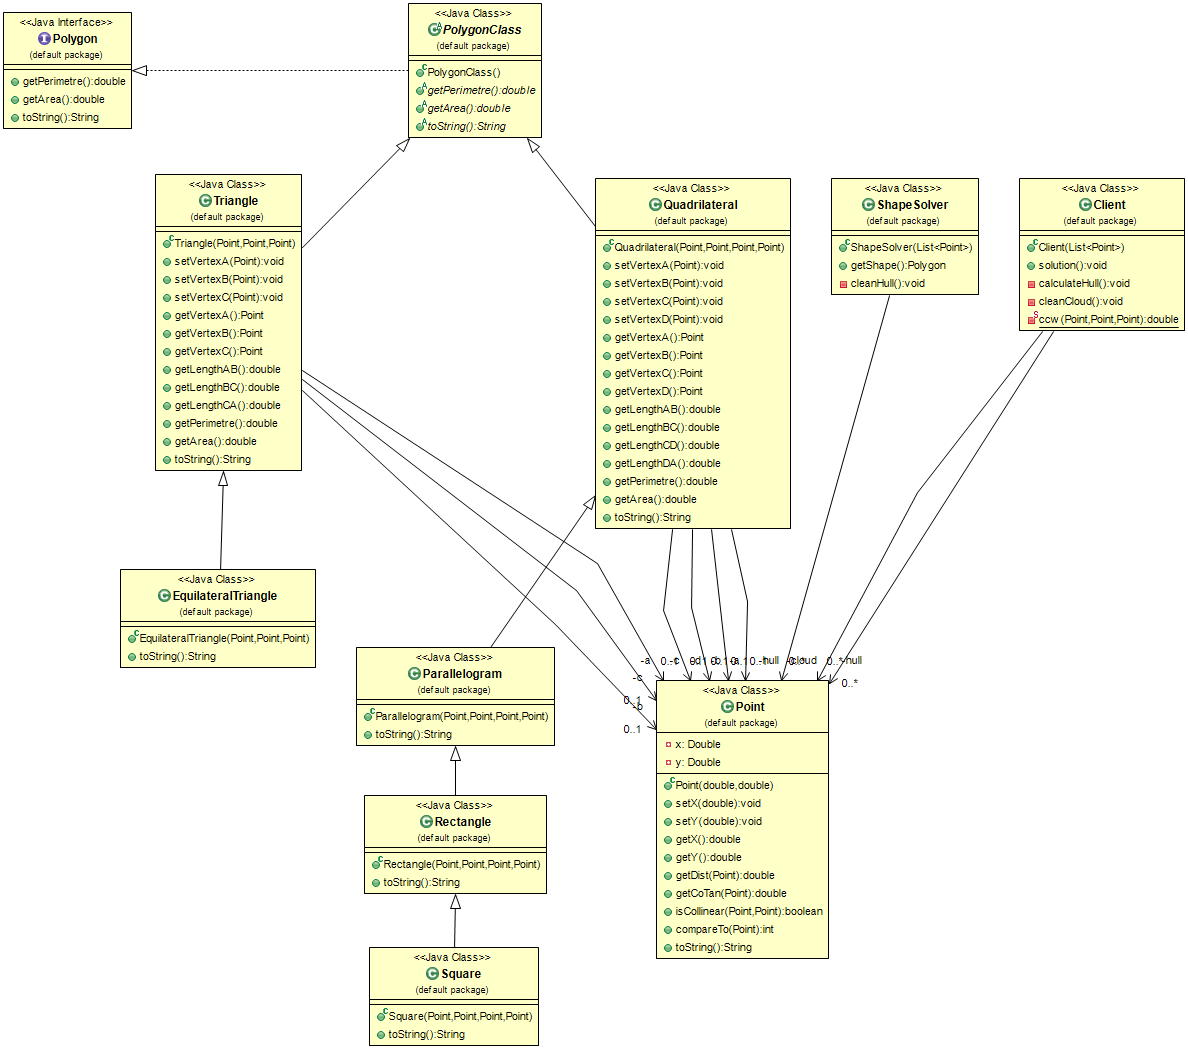 <<Java Interface>>
Polygon
(default package)
getPerimetre():double
getArea():double
toString():String
<<Java Class>>
PolygonClass
(default package)
PolygonClass()
getPerimetre():double
getArea():double
toString():String
<<Java Class>>
Triangle
(default package)
Triangle(Point,Point,Point)
setVertexA(Point):void
setVertexB(Point):void
setVertexC(Point):void
getVertexA():Point
getVertexB():Point
getVertexC():Point
getLengthAB():double
getLengthBC():double
getLengthCA():double
getPerimetre():double
getArea():double
toString():String
<<Java Class>>
Quadrilateral
(default package)
Quadrilateral(Point,Point,Point,Point)
setVertexA(Point):void
setVertexB(Point):void
setVertexC(Point):void
setVertexD(Point):void
getVertexA():Point
getVertexB():Point
getVertexC():Point
getVertexD():Point
getLengthAB():double
getLengthBC():double
getLengthCD():double
getLengthDA():double
getPerimetre():double
getArea():double
toString():String
<<Java Class>>
ShapeSolver
(default package)
ShapeSolver(List<Point>)
getShape():Polygon
cleanHull():void
<<Java Class>>
Client
(default package)
Client(List<Point>)
solution():void
calculateHull():void
cleanCloud():void
ccw(Point,Point,Point):double
<<Java Class>>
EquilateralTriangle
(default package)
EquilateralTriangle(Point,Point,Point)
toString():String
<<Java Class>>
Parallelogram
(default package)
Parallelogram(Point,Point,Point,Point)
toString():String
<<Java Class>>
Rectangle
(default package)
Rectangle(Point,Point,Point,Point)
toString():String
<<Java Class>>
Square
(default package)
Square(Point,Point,Point,Point)
toString():String
-a
-c
0..1
-b
0..1
0..*
-hull
0..*
<<Java Class>>
Point
(default package)
x: Double
y: Double
Point(double,double)
setX(double):void
setY(double):void
getX():double
getY():double
getDist(Point):double
getCoTan(Point):double
isCollinear(Point,Point):boolean
compareTo(Point):int
toString():String